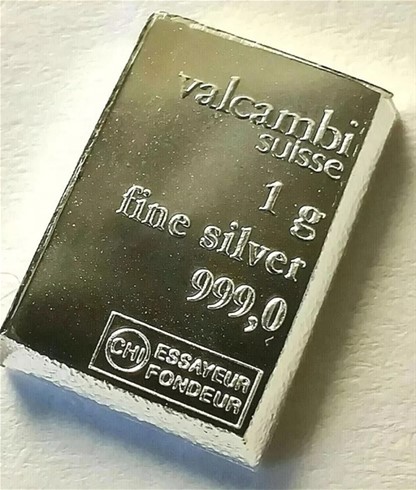 valcambi
suisse
1 g
fine silver
999,0
CHI ESSAYEUR
FONDEUR